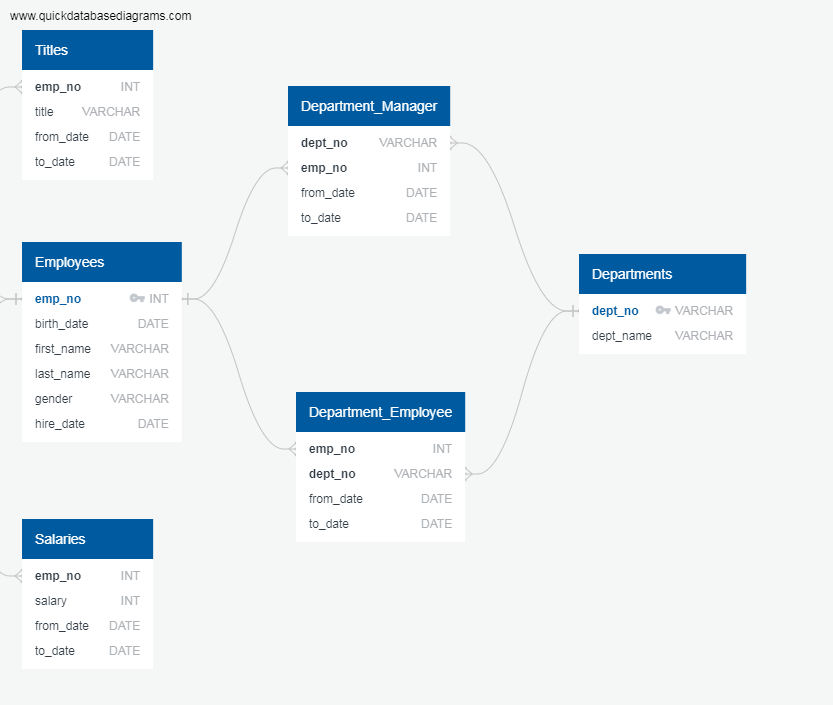 www.quickdatabasediagrams.com
Titles
emp_no INT
title VARCHAR
from_date DATE
to_date DATE
Department_Manager
dept_no VARCHAR
emp_no INT
from_date DATE
to_date DATE
Employees
emp_no INT
birth_date DATE
first_name VARCHAR
last_name VARCHAR
gender VARCHAR
hire_date DATE
Departments
dept_no VARCHAR
dept_name VARCHAR
Department_Employee
emp_no INT
dept_no VARCHAR
from_date DATE
to_date DATE
Salaries
emp_no INT
salary INT
from_date DATE
to_date DATE